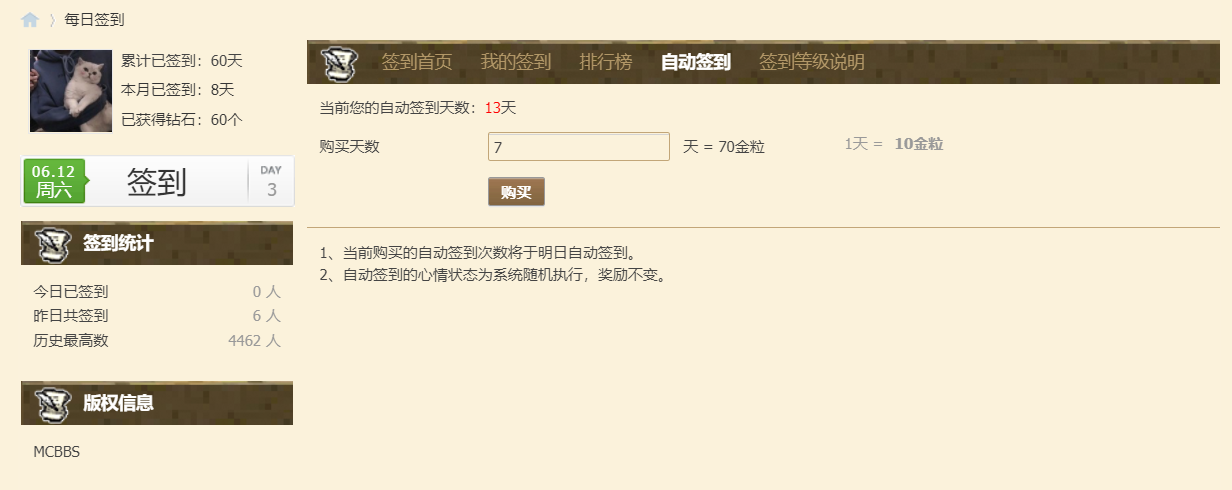 每日签到
累计已签到：60天
本月已签到：8天
已获得钻石：60个
06.12
周六
签到
DAY
3
签到统计
今日已签到 0 人
昨日共签到 6 人
历史最高数 4462 人
版权信息
MCBBS
签到首页 我的签到 排行榜 自动签到 签到等级说明
当前您的自动签到天数：13天
购买天数 7 天 = 70金粒 1天 = 10金粒
购买
1、当前购买的自动签到次数将于明日自动签到。
2、自动签到的心情状态为系统随机执行，奖励不变。